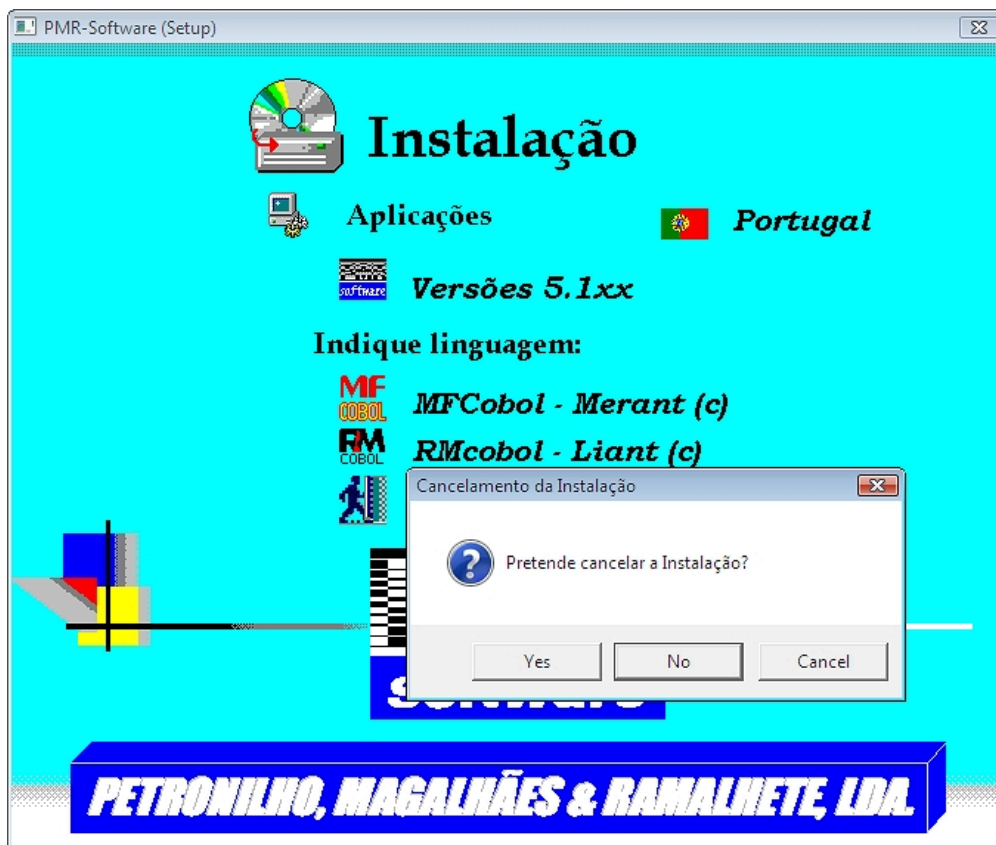 PMR-Software (Setup)
Instalação
Aplicações
Portugal
software
Versões 5.1xx
Indique linguagem:
MF
COBOL
MFCobol - Merant (c)
RM
COBOL
RMcobol - Liant (c)
Cancelamento da Instalação
Pretende cancelar a Instalação?
Yes
No
Cancel
PETRONILHO, MAGALHÃES & RAMALHETE, LDA.